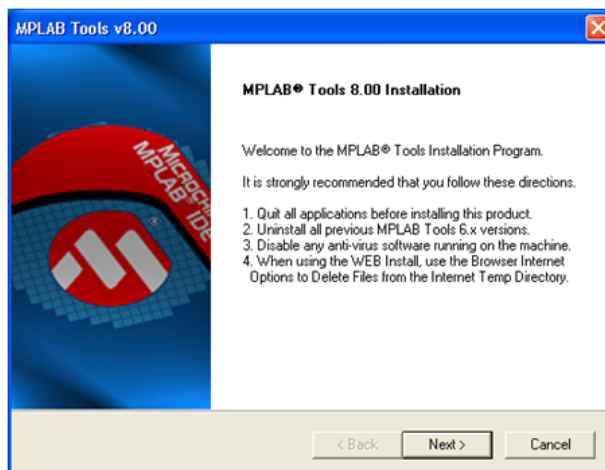 MPLAB Tools v8.00
MICROCHIP
MPLAB® IDE
MPLAB® Tools 8.00 Installation
Welcome to the MPLAB® Tools Installation Program.
It is strongly recommended that you follow these directions.
1. Quit all applications before installing this product.
2. Uninstall all previous MPLAB Tools 6.x versions.
3. Disable any anti-virus software running on the machine.
4. When using the WEB Install, use the Browser Internet
Options to Delete Files from the Internet Temp Directory.
< Back
Next >
Cancel